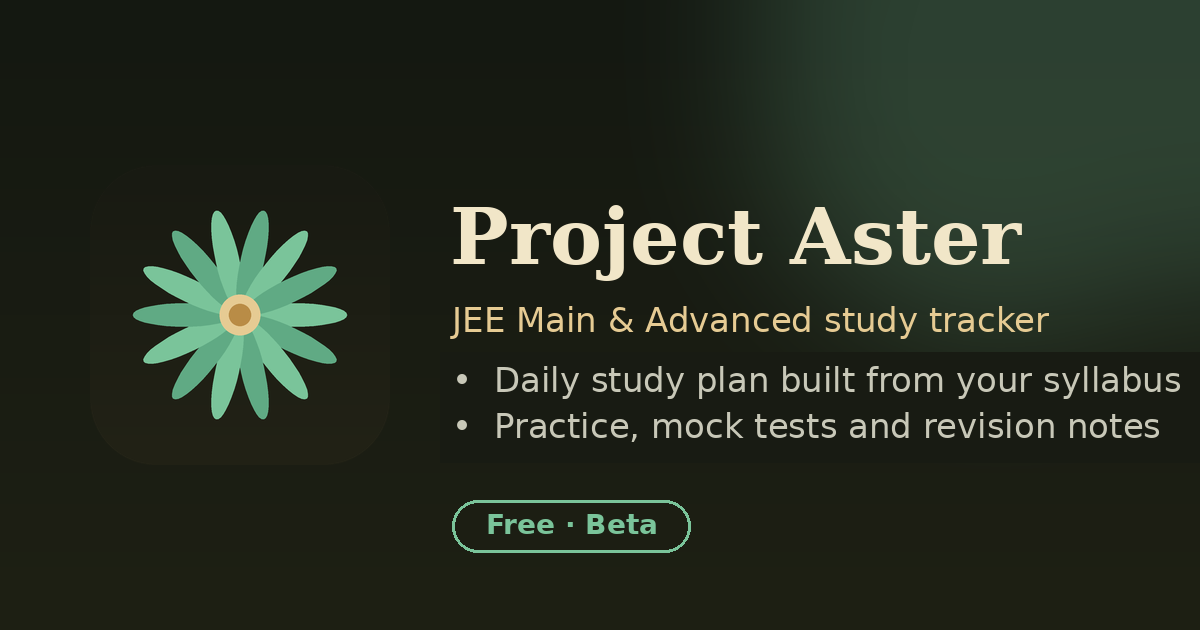 Project Aster
JEE Main & Advanced study tracker
• Daily study plan built from your syllabus
• Practice, mock tests and revision notes
Free · Beta